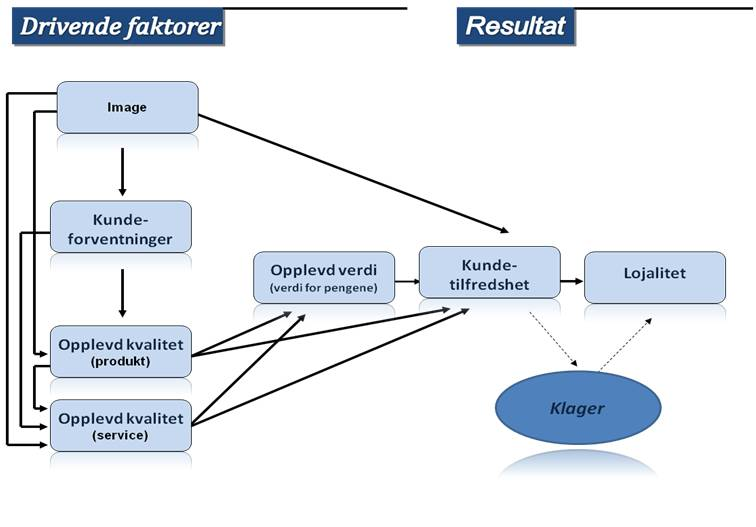 Drivende faktorer
Resultat
Image
Kunde-
forventninger
Opplevd verdi
(verdi for pengene)
Kunde-
tilfredshet
Lojalitet
Opplevd kvalitet
(produkt)
Opplevd kvalitet
(service)
Klager